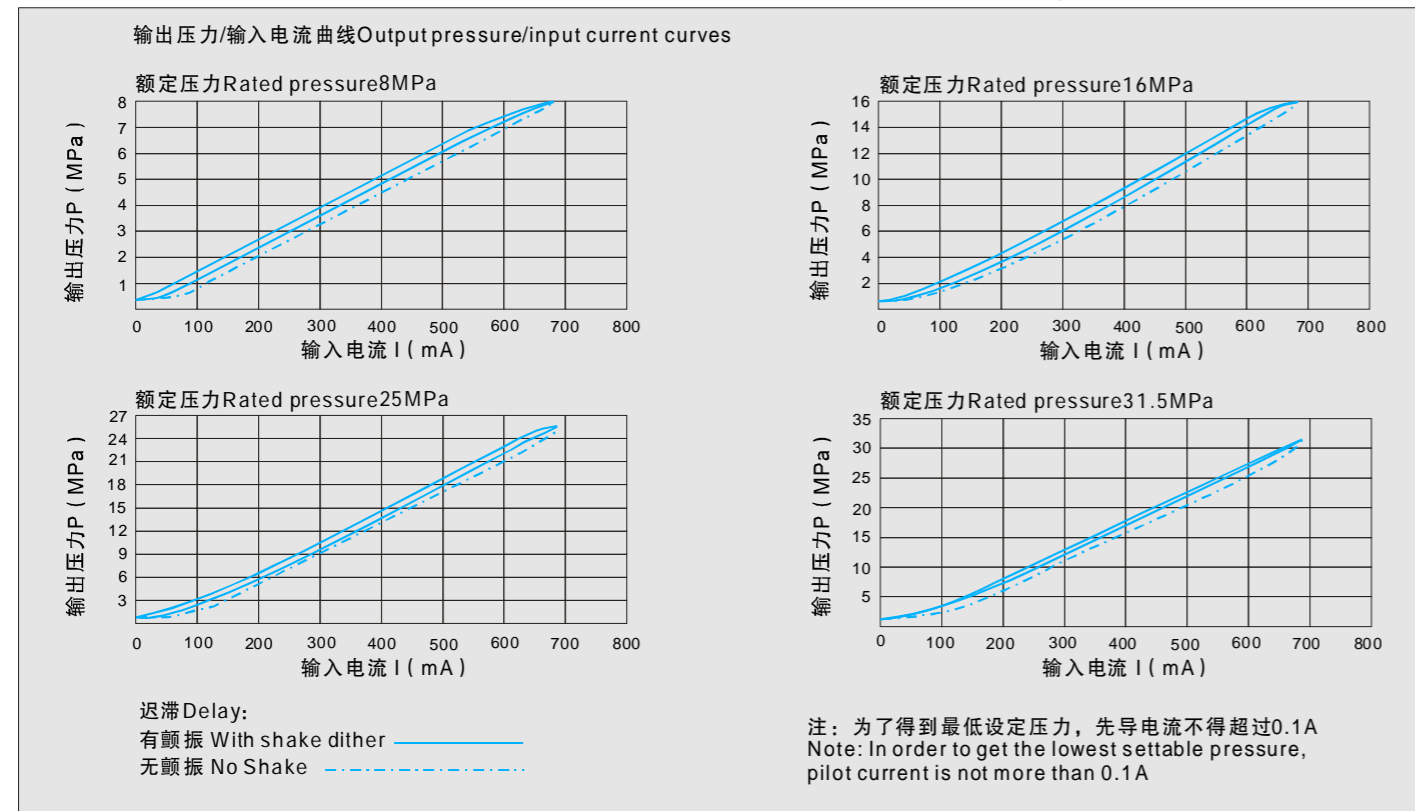 输出压力/输入电流曲线Output pressure/input current curves
额定压力Rated pressure8MPa
8
7
6
5
4
3
2
1
输出压力P(MPa)
0 100 200 300 400 500 600 700 800
输入电流 I(mA)
额定压力Rated pressure16MPa
16
14
12
10
8
6
4
2
输出压力P(MPa)
0 100 200 300 400 500 600 700 800
输入电流 I(mA)
额定压力Rated pressure25MPa
27
24
21
18
15
12
9
6
3
输出压力P(MPa)
0 100 200 300 400 500 600 700 800
输入电流 I(mA)
额定压力Rated pressure31.5MPa
35
30
25
20
15
10
5
输出压力P(MPa)
0 100 200 300 400 500 600 700 800
输入电流 I(mA)
迟滞Delay:
有颤振 With shake dither
无颤振 No Shake
注：为了得到最低设定压力，先导电流不得超过0.1A
Note: In order to get the lowest settable pressure,
pilot current is not more than 0.1A